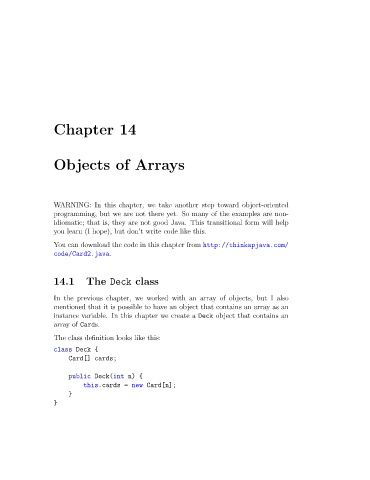 Chapter 14
Objects of Arrays
WARNING: In this chapter, we take another step toward object-oriented
programming, but we are not there yet. So many of the examples are non-
idiomatic; that is, they are not good Java. This transitional form will help
you learn (I hope), but don't write code like this.
You can download the code in this chapter from http://thinkapjava.com/
code/Card2.java.
14.1 The Deck class
In the previous chapter, we worked with an array of objects, but I also
mentioned that it is possible to have an object that contains an array as an
instance variable. In this chapter we create a Deck object that contains an
array of Cards.
The class definition looks like this:
class Deck {
    Card[] cards;
    public Deck(int n) {
        this.cards = new Card[n];
    }
}